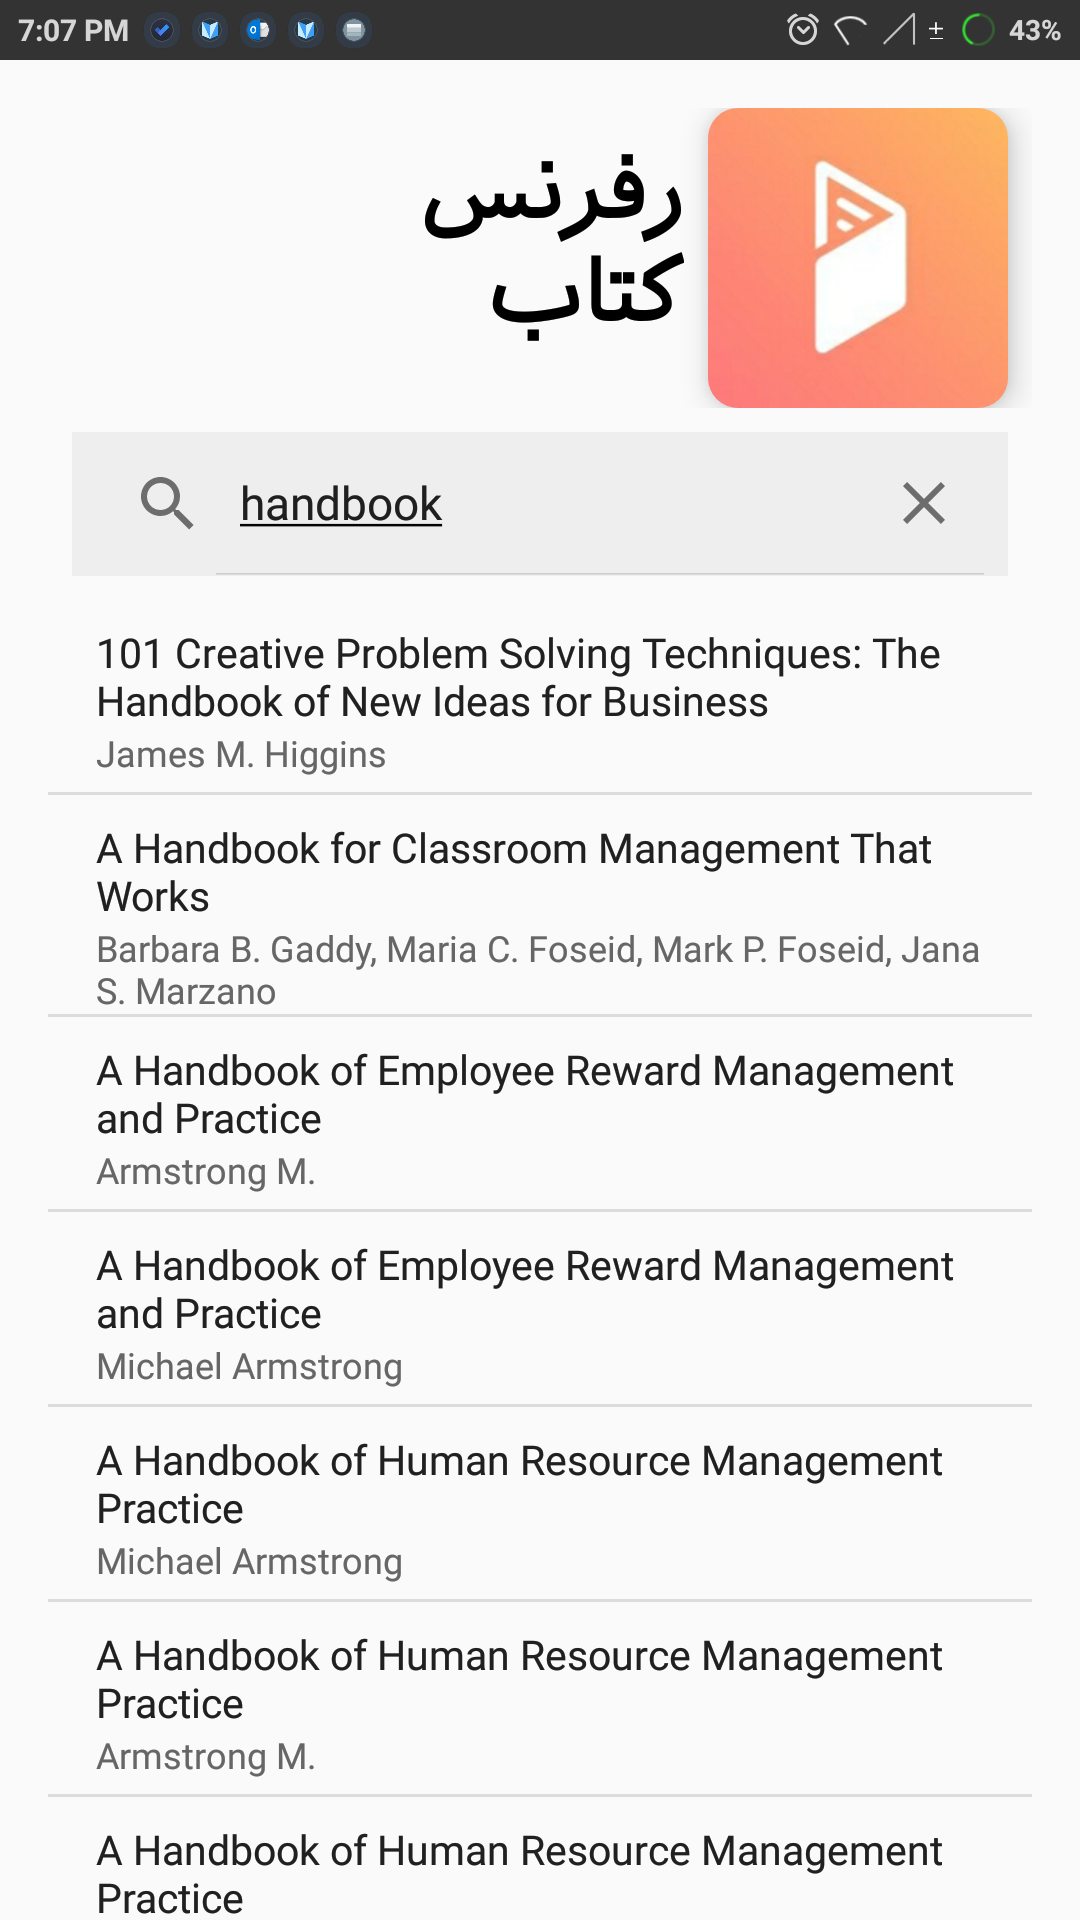 7:07 PM
43%
رفرنس
کتاب
handbook
101 Creative Problem Solving Techniques: The
Handbook of New Ideas for Business
James M. Higgins
A Handbook for Classroom Management That
Works
Barbara B. Gaddy, Maria C. Foseid, Mark P. Foseid, Jana
S. Marzano
A Handbook of Employee Reward Management
and Practice
Armstrong M.
A Handbook of Employee Reward Management
and Practice
Michael Armstrong
A Handbook of Human Resource Management
Practice
Michael Armstrong
A Handbook of Human Resource Management
Practice
Armstrong M.
A Handbook of Human Resource Management
Practice